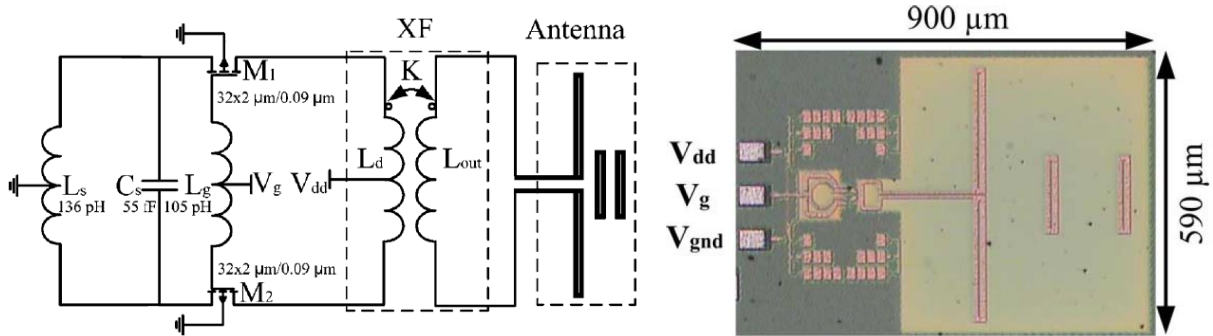 XF
Antenna
K
M1
32x2 μm/0.09 μm
Ls
136 pH
Cs
55 fF
Lg
105 pH
Vg
Vdd
Ld
Lout
32x2 μm/0.09 μm
M2
900 μm
Vdd
Vg
Vgnd
590 μm